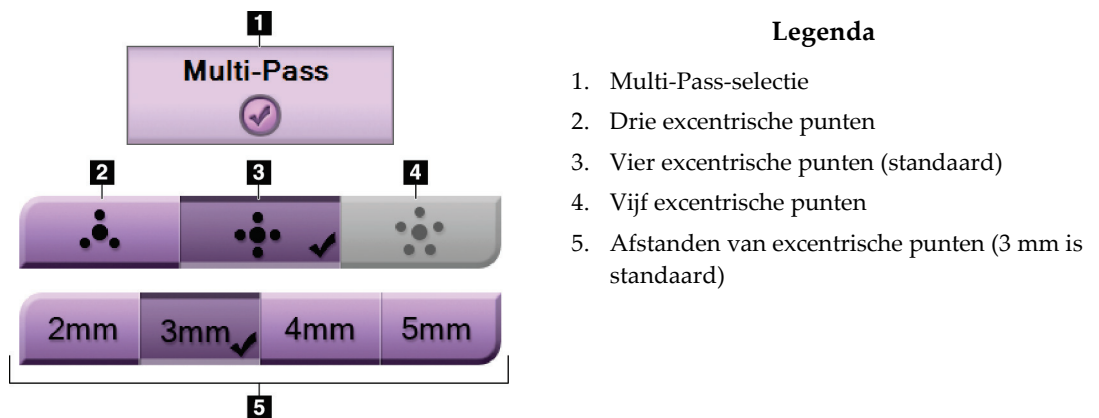 1
Multi-Pass
2 3 4
2mm 3mm 4mm 5mm
5
Legenda
1. Multi-Pass-selectie
2. Drie excentrische punten
3. Vier excentrische punten (standaard)
4. Vijf excentrische punten
5. Afstanden van excentrische punten (3 mm is
standaard)